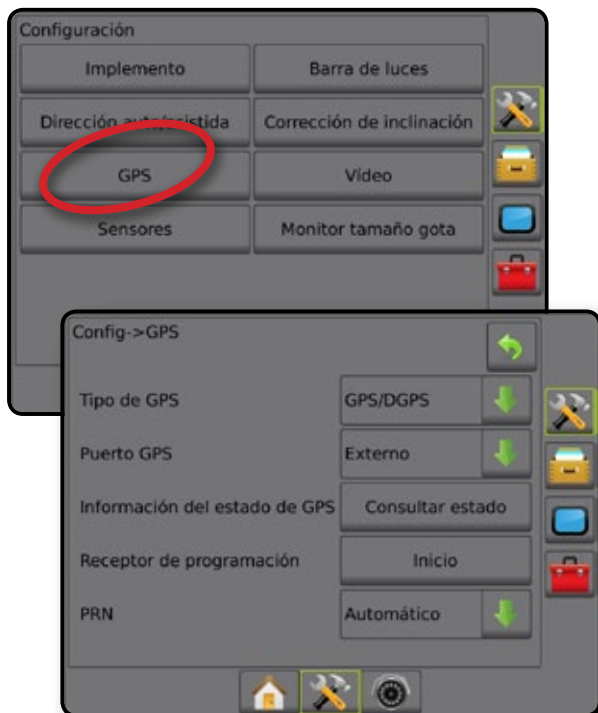 Configuración
Implemento
Barra de luces
Dirección auto/asistida
Corrección de inclinación
GPS
Vídeo
Sensores
Monitor tamaño gota
Config->GPS
Tipo de GPS
GPS/DGPS
Puerto GPS
Externo
Información del estado de GPS
Consultar estado
Receptor de programación
Inicio
PRN
Automático